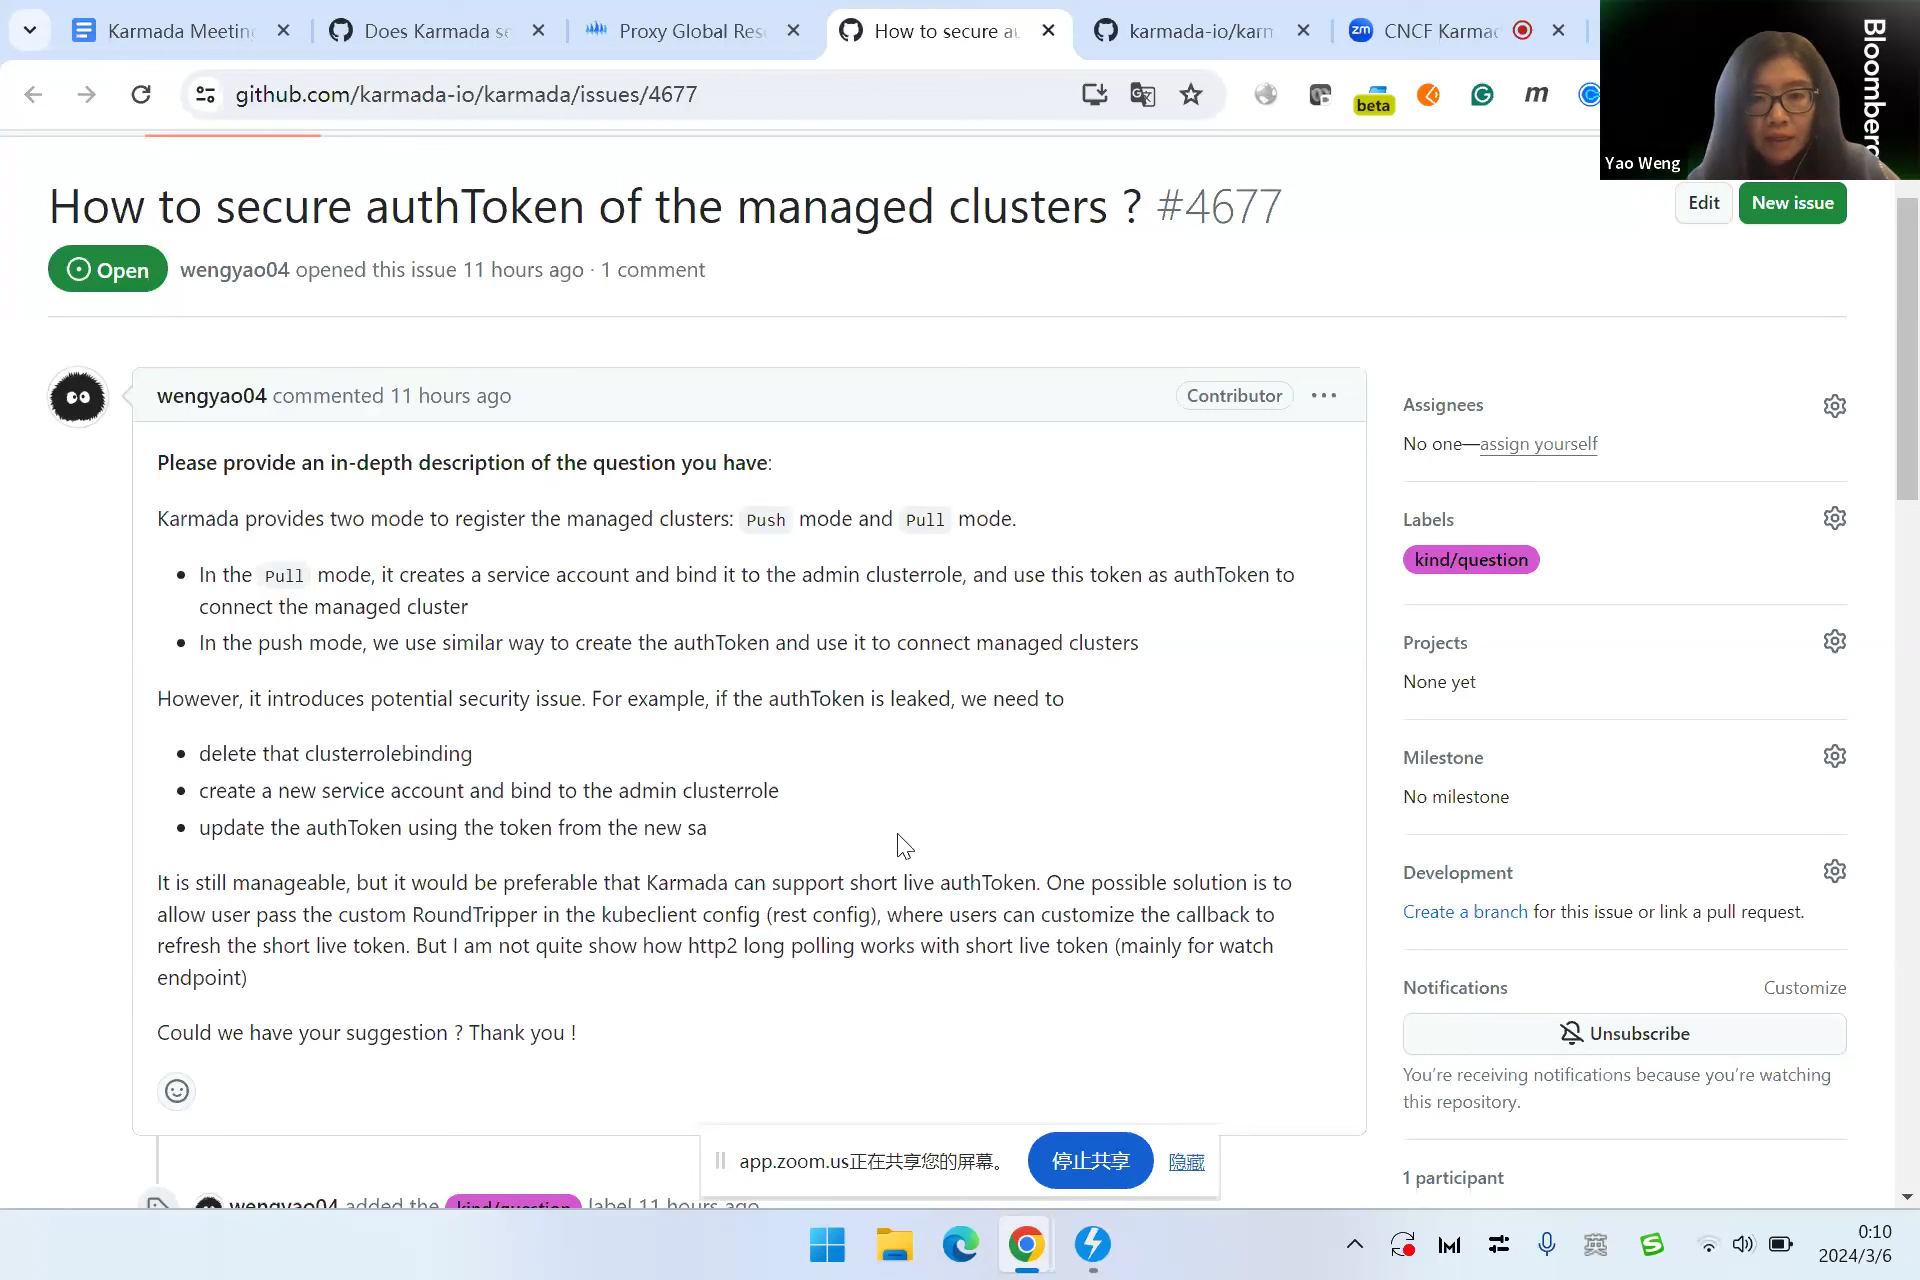 Karmada Meetin
Does Karmada se
Proxy Global Res
How to secure au
karmada-io/karm
zm
CNCF Karmad
github.com/karmada-io/karmada/issues/4677
beta
m
Bloomberg
Yao Weng
How to secure authToken of the managed clusters ? #4677
Edit
New issue
Open
wengyao04 opened this issue 11 hours ago · 1 comment
wengyao04 commented 11 hours ago
Contributor
Please provide an in-depth description of the question you have:
Karmada provides two mode to register the managed clusters: Push mode and Pull mode.
In the Pull mode, it creates a service account and bind it to the admin clusterrole, and use this token as authToken to
connect the managed cluster
In the push mode, we use similar way to create the authToken and use it to connect managed clusters
However, it introduces potential security issue. For example, if the authToken is leaked, we need to
delete that clusterrolebinding
create a new service account and bind to the admin clusterrole
update the authToken using the token from the new sa
It is still manageable, but it would be preferable that Karmada can support short live authToken. One possible solution is to
allow user pass the custom RoundTripper in the kubeclient config (rest config), where users can customize the callback to
refresh the short live token. But I am not quite show how http2 long polling works with short live token (mainly for watch
endpoint)
Could we have your suggestion ? Thank you !
wengyao04 added the kind/question label 11 hours ago
Assignees
No one—assign yourself
Labels
kind/question
Projects
None yet
Milestone
No milestone
Development
Create a branch for this issue or link a pull request.
Notifications
Customize
Unsubscribe
You're receiving notifications because you're watching
this repository.
1 participant
app.zoom.us正在共享您的屏幕。
停止共享
隐藏
英
0:10
2024/3/6